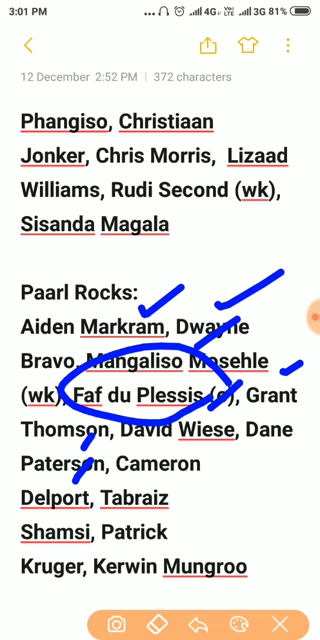 3:01 PM ... 4G VoLTE 3G 81%
12 December 2:52 PM | 372 characters
Phangiso, Christiaan
Jonker, Chris Morris, Lizaad
Williams, Rudi Second (wk),
Sisanda Magala
Paarl Rocks:
Aiden Markram, Dwayne
Bravo, Mangaliso Mosehle
(wk), Faf du Plessis (c), Grant
Thomson, David Wiese, Dane
Paterson, Cameron
Delport, Tabraiz
Shamsi, Patrick
Kruger, Kerwin Mungroo